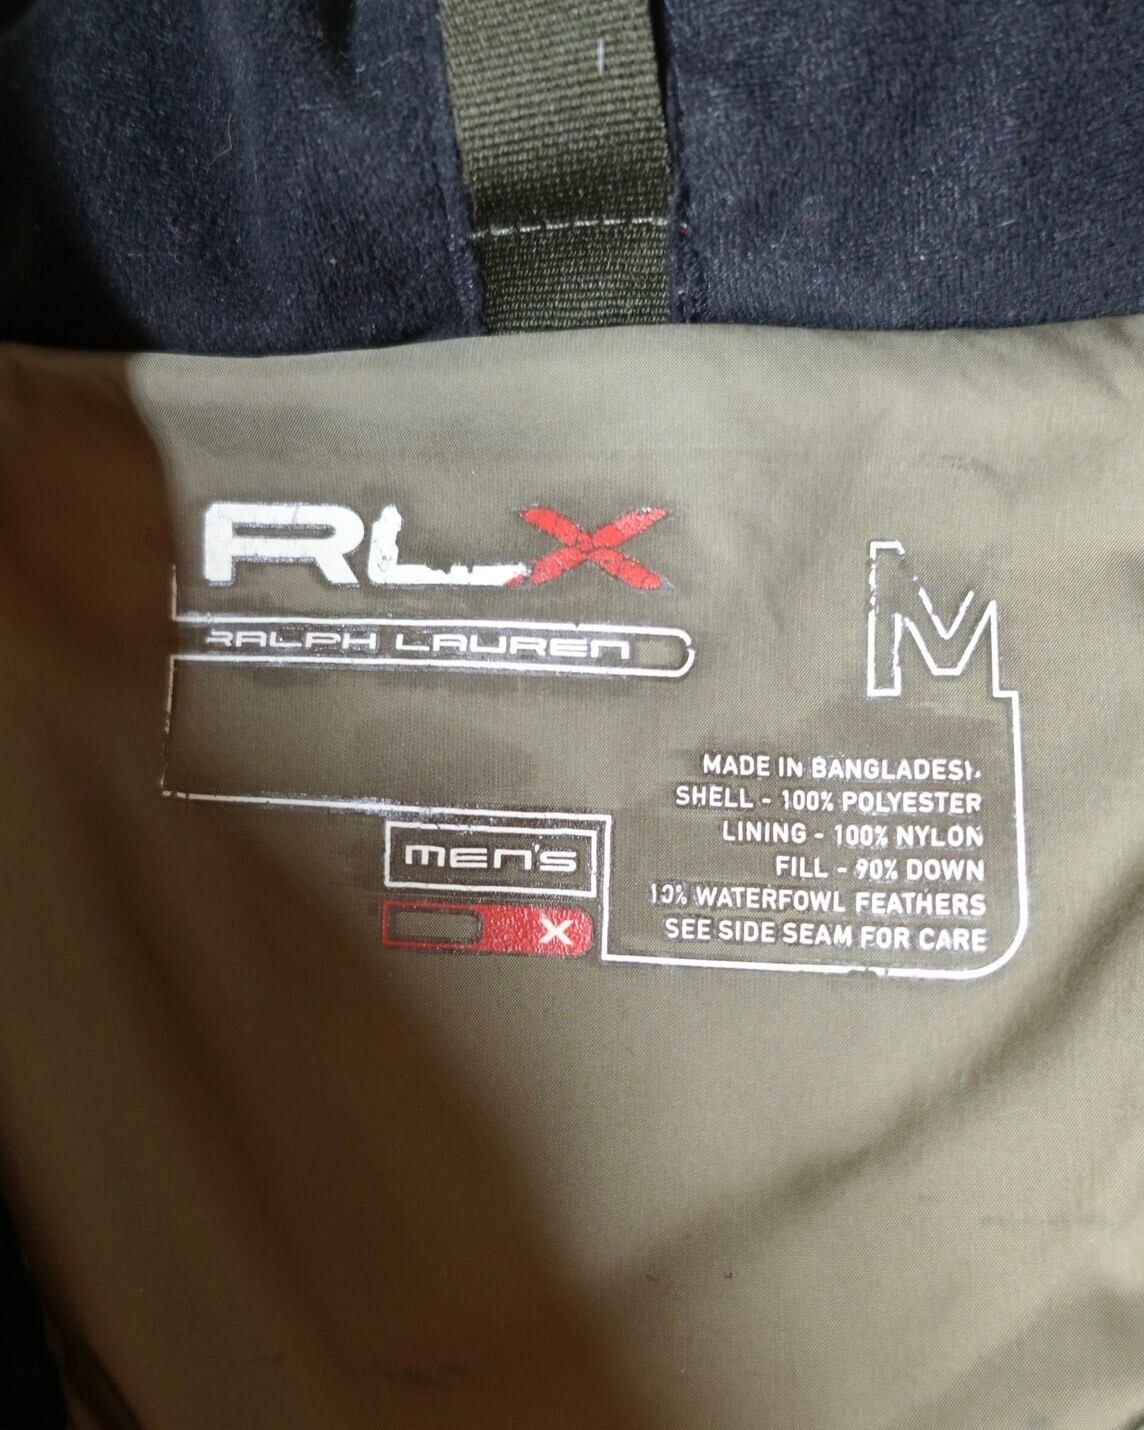 RLX
RALPH LAUREN
M
MADE IN BANGLADESH
SHELL - 100% POLYESTER
LINING - 100% NYLON
FILL - 90% DOWN
10% WATERFOWL FEATHERS
SEE SIDE SEAM FOR CARE
MEN'S
X